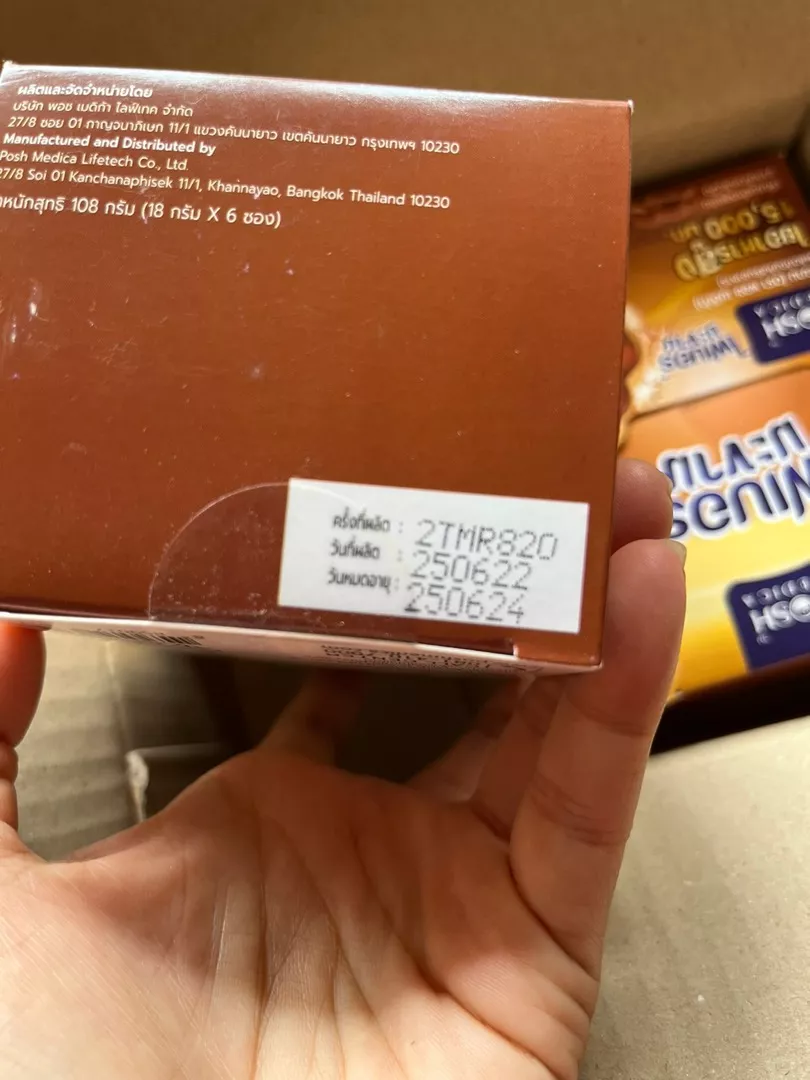 ผลิตและจัดจำหน่ายโดย
บริษัท พอช เมดิก้า ไลฟ์เทค จำกัด
27/8 ซอย 01 กาญจนาภิเษก 11/1 แขวงคันนายาว เขตคันนายาว กรุงเทพฯ 10230
Manufactured and Distributed by
Posh Medica Lifetech Co., Ltd.
27/8 Soi 01 Kanchanaphisek 11/1, Khannayao, Bangkok Thailand 10230
น้ำหนักสุทธิ 108 กรัม (18 กรัม X 6 ซอง)
ครั้งที่ผลิต : 2TMR820
วันที่ผลิต : 250622
วันหมดอายุ : 250624
15,000